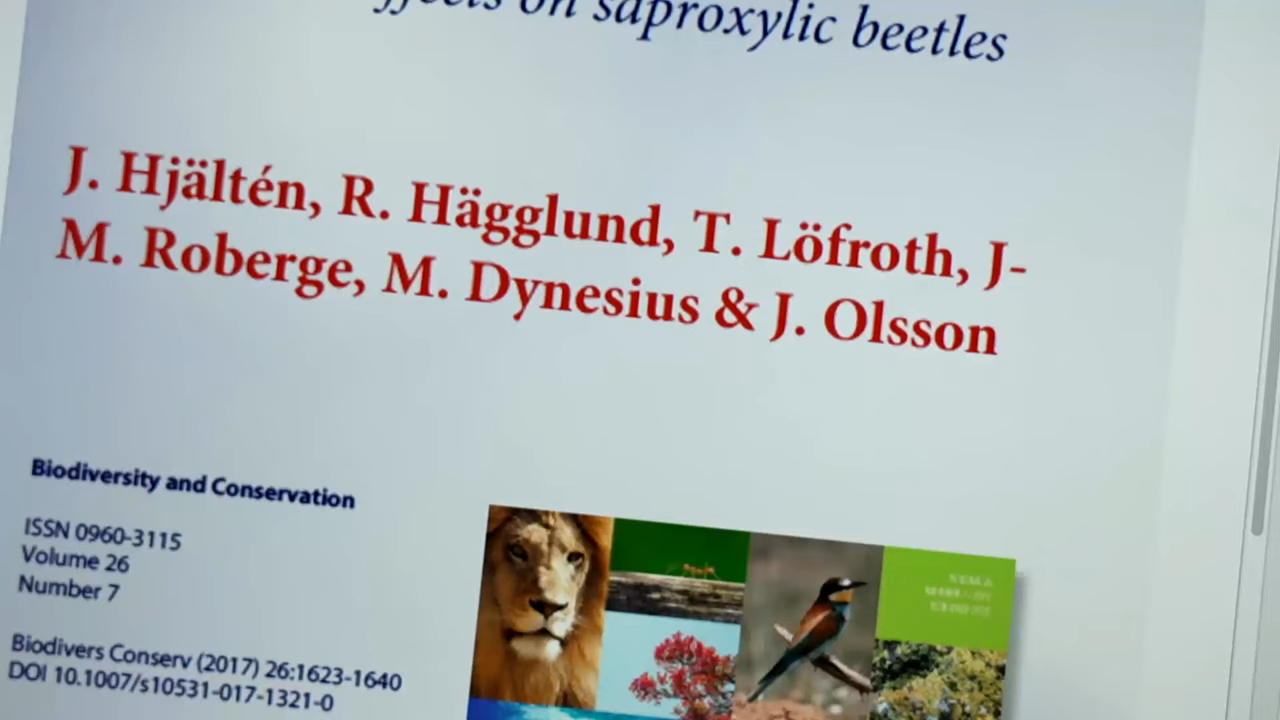 on saproxylic beetles
J. Hjältén, R. Hägglund, T. Löfroth, J-
M. Roberge, M. Dynesius & J. Olsson
Biodiversity and Conservation
ISSN 0960-3115
Volume 26
Number 7
Biodivers Conserv (2017) 26:1623-1640
DOI 10.1007/s10531-017-1321-0